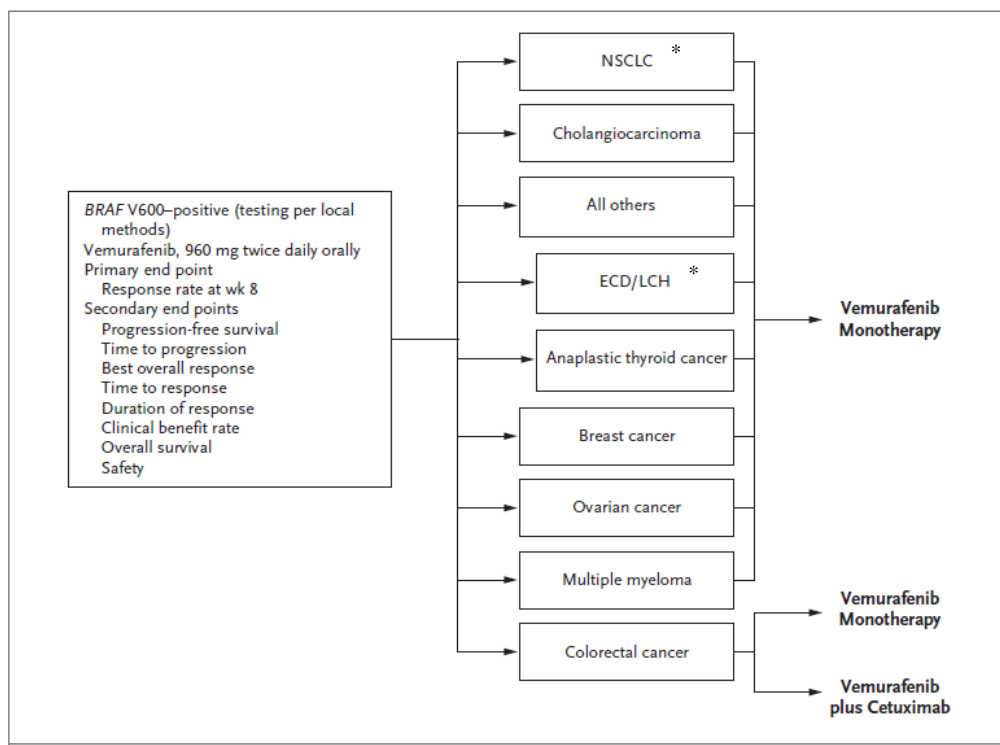 BRAF V600–positive (testing per local
methods)
Vemurafenib, 960 mg twice daily orally
Primary end point
Response rate at wk 8
Secondary end points
Progression-free survival
Time to progression
Best overall response
Time to response
Duration of response
Clinical benefit rate
Overall survival
Safety
NSCLC *
Cholangiocarcinoma
All others
ECD/LCH *
Anaplastic thyroid cancer
Breast cancer
Ovarian cancer
Multiple myeloma
Colorectal cancer
Vemurafenib
Monotherapy
Vemurafenib
Monotherapy
Vemurafenib
plus Cetuximab